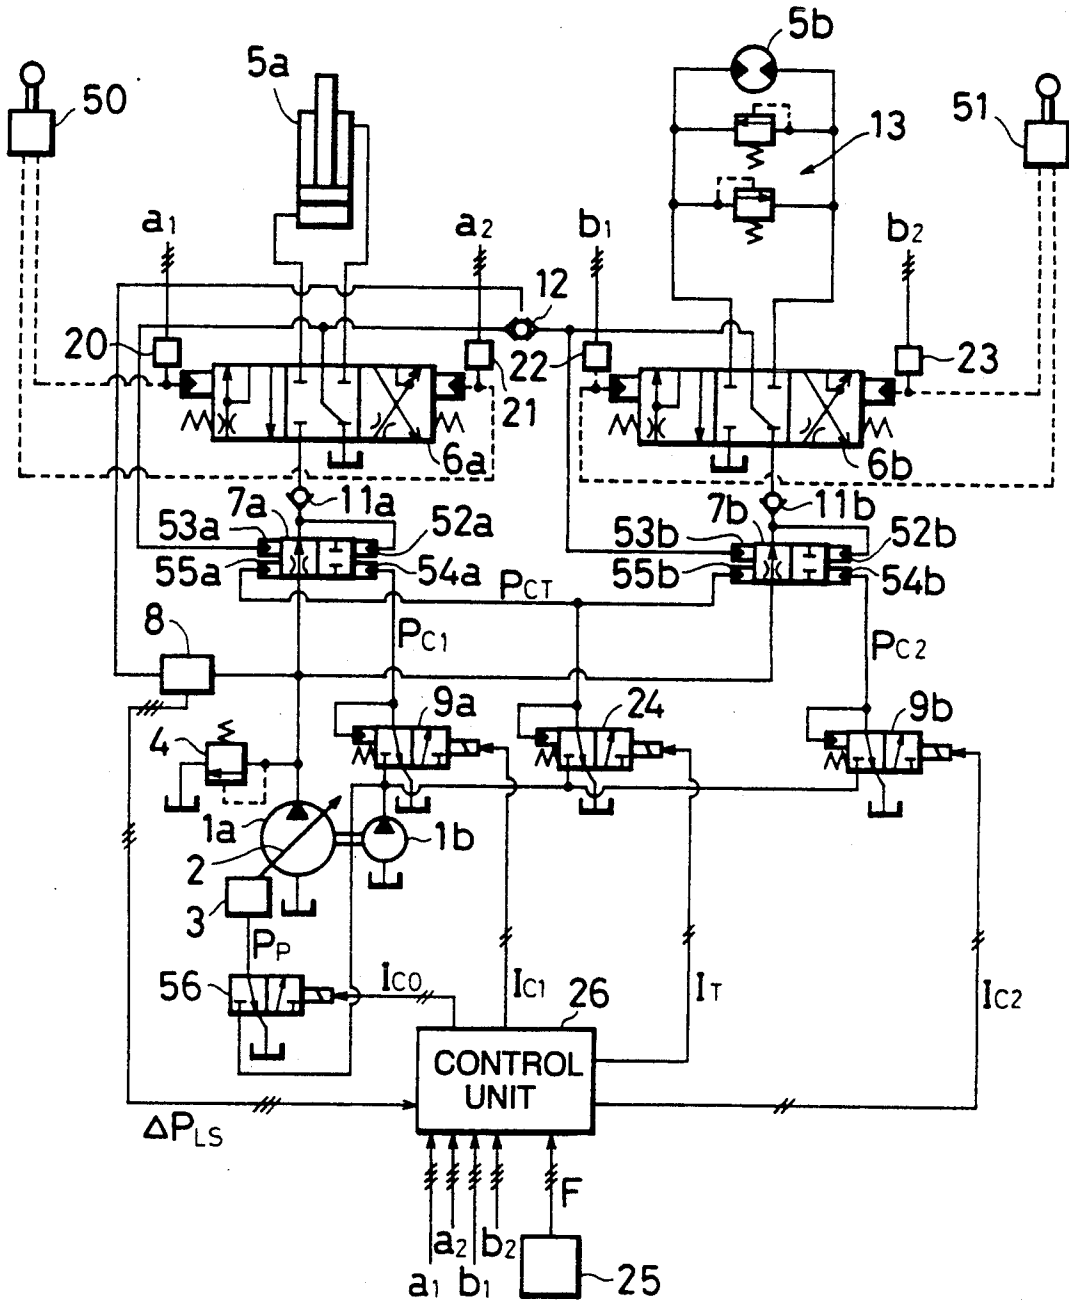 5b
5a
50
51
13
a1
a2
b1
b2
12
20
22
23
21
6a
6b
11a
11b
7a
7b
53a
52a
53b
52b
55a
54a
55b
54b
PCT
PC1
PC2
8
9a
24
9b
4
1a
1b
2
3
PP
56
IC0
IC1
26
IT
IC2
CONTROL
UNIT
ΔPLS
F
a2
b2
a1
b1
25